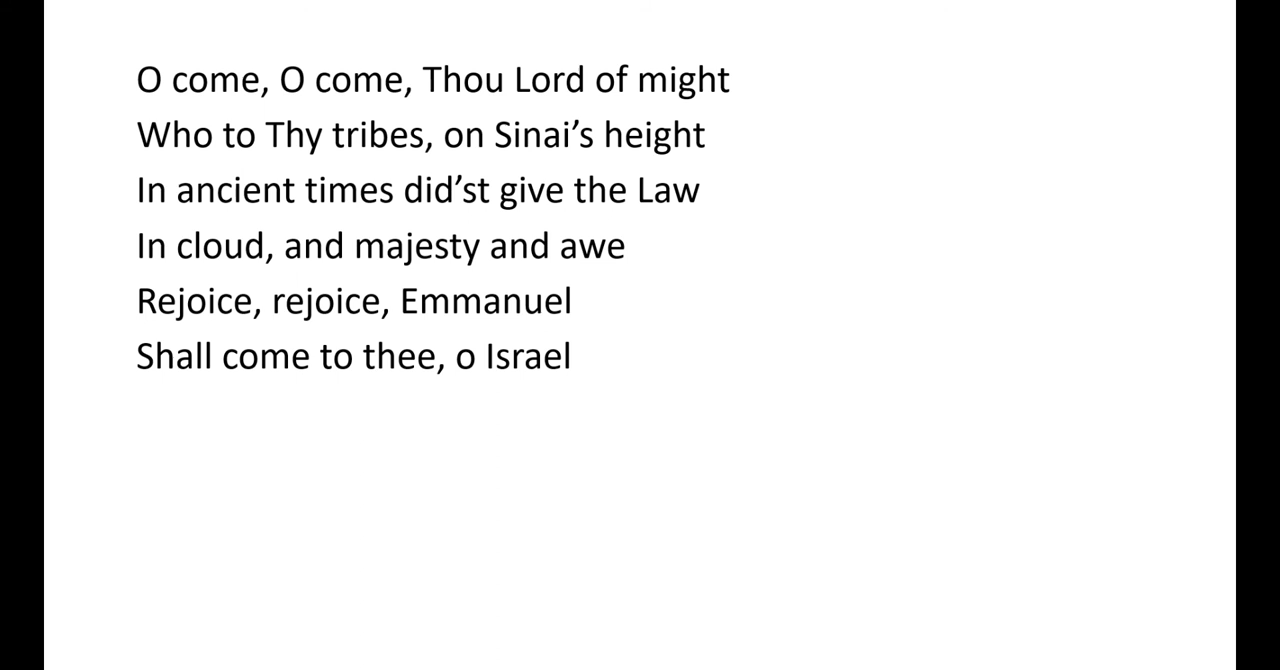 O come, O come, Thou Lord of might
Who to Thy tribes, on Sinai’s height
In ancient times did’st give the Law
In cloud, and majesty and awe
Rejoice, rejoice, Emmanuel
Shall come to thee, o Israel